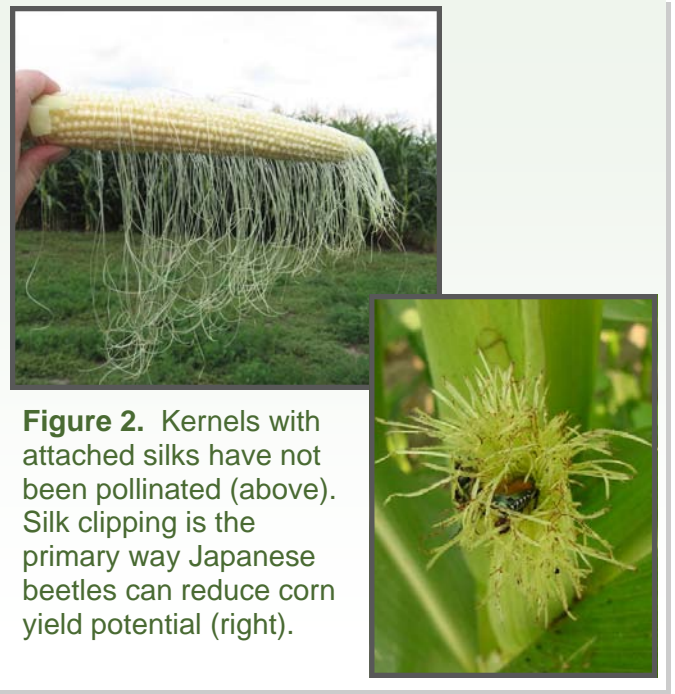 Figure 2. Kernels with
attached silks have not
been pollinated (above).
Silk clipping is the
primary way Japanese
beetles can reduce corn
yield potential (right).